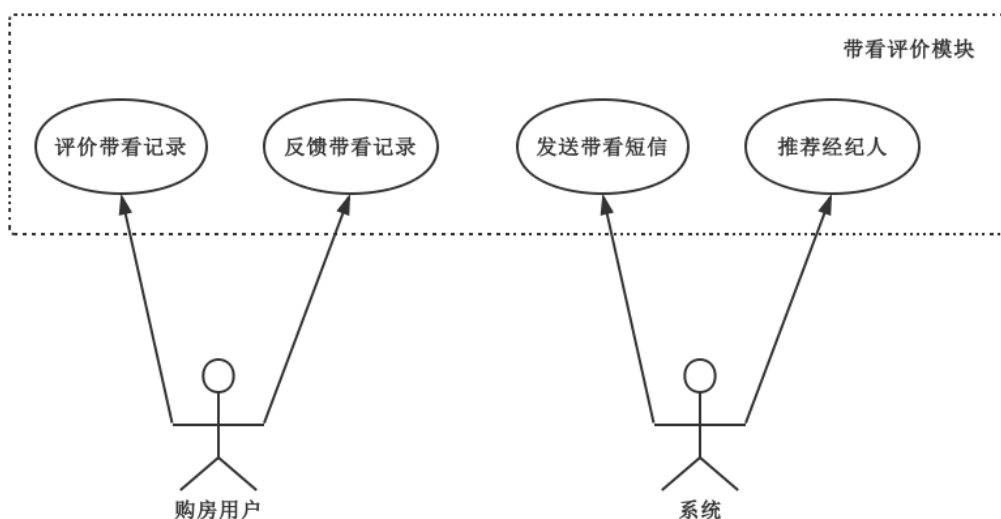 带看评价模块
评价带看记录
反馈带看记录
发送带看短信
推荐经纪人
购房用户
系统